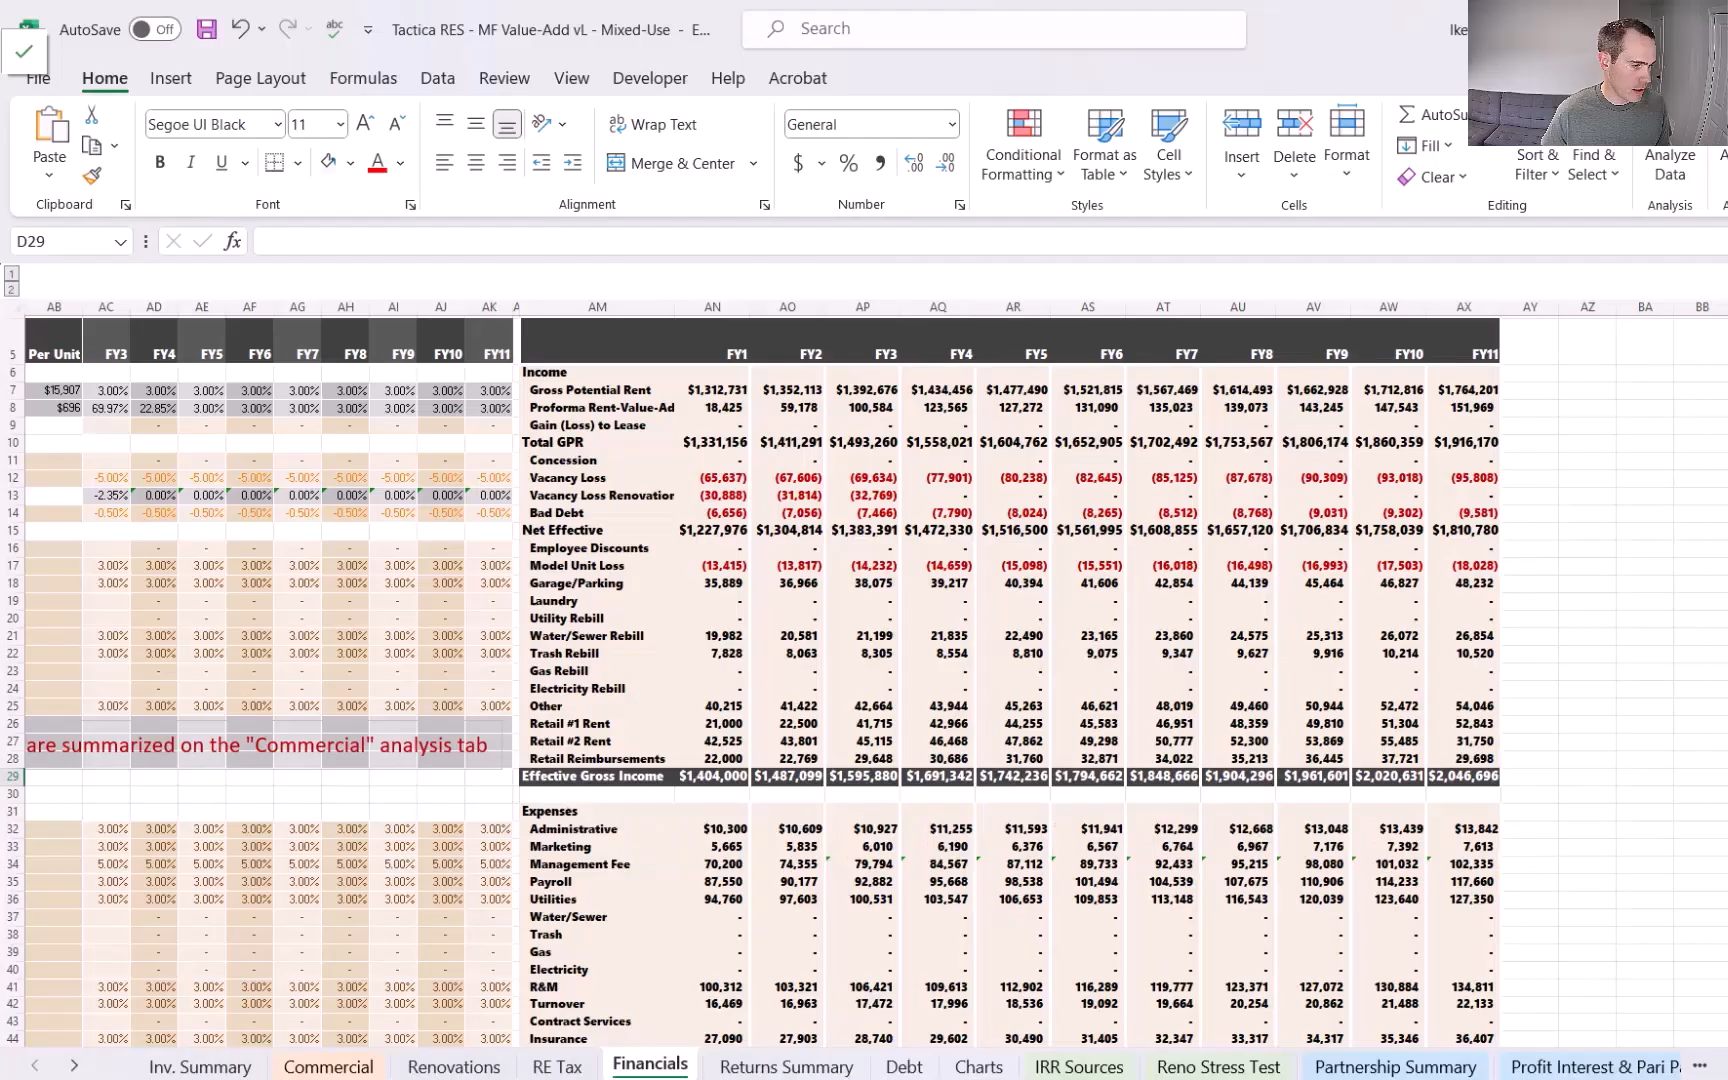 AutoSave Off Tactica RES - MF Value-Add vL - Mixed-Use - E... Search Ike
File Home Insert Page Layout Formulas Data Review View Developer Help Acrobat
Paste Segoe UI Black 11 Wrap Text General Conditional Formatting Format as Table Cell Styles Insert Delete Format AutoSu
Merge & Center Fill Clear Sort & Filter Find & Select Analyze Data
Clipboard Font Alignment Number Styles Cells Editing Analysis
D29 fx
1
2
AB AC AD AE AF AG AH AI AJ AK A AM AN AO AP AQ AR AS AT AU AV AW AX AY AZ BA BB
5 Per Unit FY3 FY4 FY5 FY6 FY7 FY8 FY9 FY10 FY11 FY1 FY2 FY3 FY4 FY5 FY6 FY7 FY8 FY9 FY10 FY11
6 Income
7 $15,907 3.00% 3.00% 3.00% 3.00% 3.00% 3.00% 3.00% 3.00% 3.00% Gross Potential Rent $1,312,731 $1,352,113 $1,392,676 $1,434,456 $1,477,490 $1,521,815 $1,567,469 $1,614,493 $1,662,928 $1,712,816 $1,764,201
8 $696 69.97% 22.85% 3.00% 3.00% 3.00% 3.00% 3.00% 3.00% 3.00% Proforma Rent-Value-Ad 18,425 59,178 100,584 123,565 127,272 131,090 135,023 139,073 143,245 147,543 151,969
9 - - - - - - - - Gain (Loss) to Lease - - - - - - - - - - -
10 Total GPR $1,331,156 $1,411,291 $1,493,260 $1,558,021 $1,604,762 $1,652,905 $1,702,492 $1,753,567 $1,806,174 $1,860,359 $1,916,170
11 - - - - - - - - - Concession - - - - - - - - - - -
12 -5.00% -5.00% -5.00% -5.00% -5.00% -5.00% -5.00% -5.00% -5.00% Vacancy Loss (65,637) (67,606) (69,634) (77,901) (80,238) (82,645) (85,125) (87,678) (90,309) (93,018) (95,808)
13 -2.35% 0.00% 0.00% 0.00% 0.00% 0.00% 0.00% 0.00% 0.00% Vacancy Loss Renovation (30,888) (31,814) (32,769) - - - - - - - -
14 -0.50% -0.50% -0.50% -0.50% -0.50% -0.50% -0.50% -0.50% -0.50% Bad Debt (6,656) (7,056) (7,466) (7,790) (8,024) (8,265) (8,512) (8,768) (9,031) (9,302) (9,581)
15 Net Effective $1,227,976 $1,304,814 $1,383,391 $1,472,330 $1,516,500 $1,561,995 $1,608,855 $1,657,120 $1,706,834 $1,758,039 $1,810,780
16 - - - - - - - - - Employee Discounts - - - - - - - - - - -
17 3.00% 3.00% 3.00% 3.00% 3.00% 3.00% 3.00% 3.00% 3.00% Model Unit Loss (13,415) (13,817) (14,232) (14,659) (15,098) (15,551) (16,018) (16,498) (16,993) (17,503) (18,028)
18 3.00% 3.00% 3.00% 3.00% 3.00% 3.00% 3.00% 3.00% 3.00% Garage/Parking 35,889 36,966 38,075 39,217 40,394 41,606 42,854 44,139 45,464 46,827 48,232
19 - - - - - - - - - Laundry - - - - - - - - - - -
20 - - - - - - - - - Utility Rebill - - - - - - - - - - -
21 3.00% 3.00% 3.00% 3.00% 3.00% 3.00% 3.00% 3.00% 3.00% Water/Sewer Rebill 19,982 20,581 21,199 21,835 22,490 23,165 23,860 24,575 25,313 26,072 26,854
22 3.00% 3.00% 3.00% 3.00% 3.00% 3.00% 3.00% 3.00% 3.00% Trash Rebill 7,828 8,063 8,305 8,554 8,810 9,075 9,347 9,627 9,916 10,214 10,520
23 - - - - - - - - - Gas Rebill - - - - - - - - - - -
24 - - - - - - - - - Electricity Rebill - - - - - - - - - - -
25 3.00% 3.00% 3.00% 3.00% 3.00% 3.00% 3.00% 3.00% 3.00% Other 40,215 41,422 42,664 43,944 45,263 46,621 48,019 49,460 50,944 52,472 54,046
26 Retail #1 Rent 21,000 22,500 41,715 42,966 44,255 45,583 46,951 48,359 49,810 51,304 52,843
27 are summarized on the "Commercial" analysis tab Retail #2 Rent 42,525 43,801 45,115 46,468 47,862 49,298 50,777 52,300 53,869 55,485 31,750
28 Retail Reimbursements 22,000 22,769 29,648 30,686 31,760 32,871 34,022 35,213 36,445 37,721 29,698
29 Effective Gross Income $1,404,000 $1,487,099 $1,595,880 $1,691,342 $1,742,236 $1,794,662 $1,848,666 $1,904,296 $1,961,601 $2,020,631 $2,046,696
30
31 Expenses
32 3.00% 3.00% 3.00% 3.00% 3.00% 3.00% 3.00% 3.00% 3.00% Administrative $10,300 $10,609 $10,927 $11,255 $11,593 $11,941 $12,299 $12,668 $13,048 $13,439 $13,842
33 3.00% 3.00% 3.00% 3.00% 3.00% 3.00% 3.00% 3.00% 3.00% Marketing 5,665 5,835 6,010 6,190 6,376 6,567 6,764 6,967 7,176 7,392 7,613
34 5.00% 5.00% 5.00% 5.00% 5.00% 5.00% 5.00% 5.00% 5.00% Management Fee 70,200 74,355 79,794 84,567 87,112 89,733 92,433 95,215 98,080 101,032 102,335
35 3.00% 3.00% 3.00% 3.00% 3.00% 3.00% 3.00% 3.00% 3.00% Payroll 87,550 90,177 92,882 95,668 98,538 101,494 104,539 107,675 110,906 114,233 117,660
36 3.00% 3.00% 3.00% 3.00% 3.00% 3.00% 3.00% 3.00% 3.00% Utilities 94,760 97,603 100,531 103,547 106,653 109,853 113,148 116,543 120,039 123,640 127,350
37 - - - - - - - - - Water/Sewer - - - - - - - - - - -
38 - - - - - - - - - Trash - - - - - - - - - - -
39 - - - - - - - - - Gas - - - - - - - - - - -
40 - - - - - - - - - Electricity - - - - - - - - - - -
41 3.00% 3.00% 3.00% 3.00% 3.00% 3.00% 3.00% 3.00% 3.00% R&M 100,312 103,321 106,421 109,613 112,902 116,289 119,777 123,371 127,072 130,884 134,811
42 3.00% 3.00% 3.00% 3.00% 3.00% 3.00% 3.00% 3.00% 3.00% Turnover 16,469 16,963 17,472 17,996 18,536 19,092 19,664 20,254 20,862 21,488 22,133
43 - - - - - - - - - Contract Services - - - - - - - - - - -
44 3.00% 3.00% 3.00% 3.00% 3.00% 3.00% 3.00% 3.00% 3.00% Insurance 27,090 27,903 28,740 29,602 30,490 31,405 32,347 33,317 34,317 35,346 36,407
Inv. Summary Commercial Renovations RE Tax Financials Returns Summary Debt Charts IRR Sources Reno Stress Test Partnership Summary Profit Interest & Pari P ...